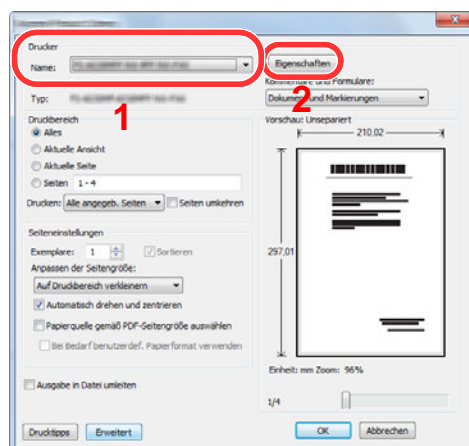 Drucker
Name:
Eigenschaften
1
2
Kommentare und Formulare:
Typ:
Dokument und Markierungen
Druckbereich
Alles
Aktuelle Ansicht
Aktuelle Seite
Seiten 1 - 4
Drucken: Alle angegeb. Seiten Seiten umkehren
Vorschau: Unsepariert
210,02
297,01
Seiteneinstellungen
Exemplare: 1 Sortieren
Anpassen der Seitengröße:
Auf Druckbereich verkleinern
Automatisch drehen und zentrieren
Papierquelle gemäß PDF-Seitengröße auswählen
Bei Bedarf benutzerdef. Papierformat verwenden
Einheit: mm Zoom: 96%
Ausgabe in Datei umleiten
1/4
Drucktipps Erweitert OK Abbrechen